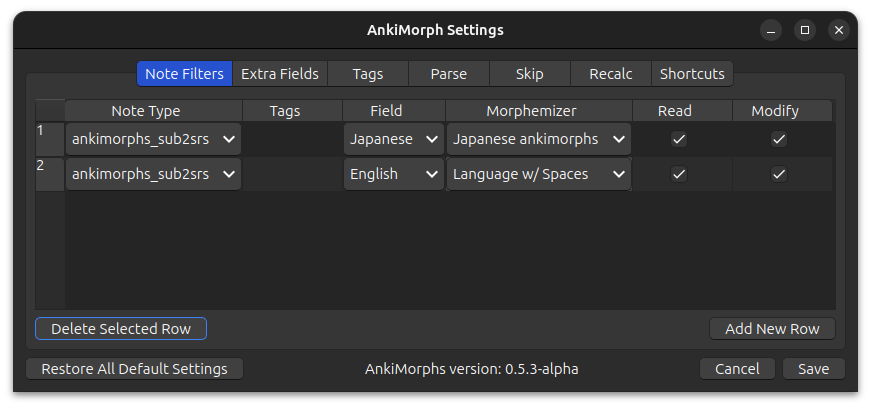 AnkiMorph Settings
Note Filters Extra Fields Tags Parse Skip Recalc Shortcuts
Note Type Tags Field Morphemizer Read Modify
1 ankimorphs_sub2srs Japanese Japanese ankimorphs
2 ankimorphs_sub2srs English Language w/ Spaces
Delete Selected Row Add New Row
Restore All Default Settings AnkiMorphs version: 0.5.3-alpha Cancel Save